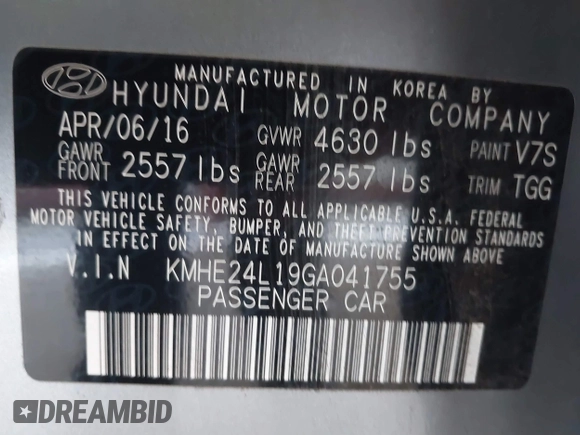 MANUFACTURED IN KOREA BY
HYUNDAI MOTOR COMPANY
APR/06/16 GVWR 4630 lbs PAINT V7S
GAWR FRONT 2557 lbs GAWR REAR 2557 lbs TRIM TGG
THIS VEHICLE CONFORMS TO ALL APPLICABLE U.S.A. FEDERAL
MOTOR VEHICLE SAFETY, BUMPER, AND THEFT PREVENTION STANDARDS
IN EFFECT ON THE DATE OF MANUFACTURE SHOWN ABOVE
V.I.N KMHE24L19GA041755
PASSENGER CAR
DREAMBID